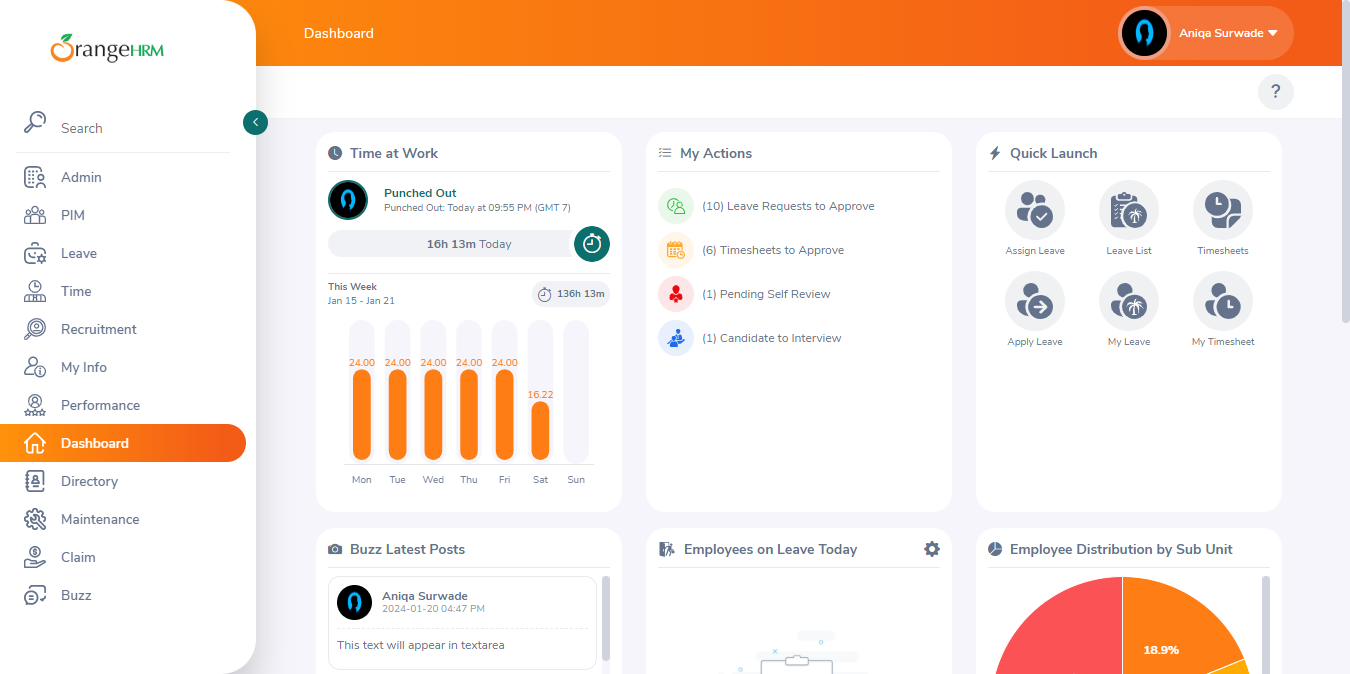 OrangeHRM
Search
Admin
PIM
Leave
Time
Recruitment
My Info
Performance
Dashboard
Directory
Maintenance
Claim
Buzz
Dashboard
Aniqa Surwade
?
Time at Work
Punched Out
Punched Out: Today at 09:55 PM (GMT 7)
16h 13m Today
This Week
Jan 15 - Jan 21
136h 13m
24.00 24.00 24.00 24.00 24.00 16.22
Mon Tue Wed Thu Fri Sat Sun
My Actions
(10) Leave Requests to Approve
(6) Timesheets to Approve
(1) Pending Self Review
(1) Candidate to Interview
Quick Launch
Assign Leave Leave List Timesheets
Apply Leave My Leave My Timesheet
Buzz Latest Posts
Aniqa Surwade
2024-01-20 04:47 PM
This text will appear in textarea
Employees on Leave Today
Employee Distribution by Sub Unit
18.9%